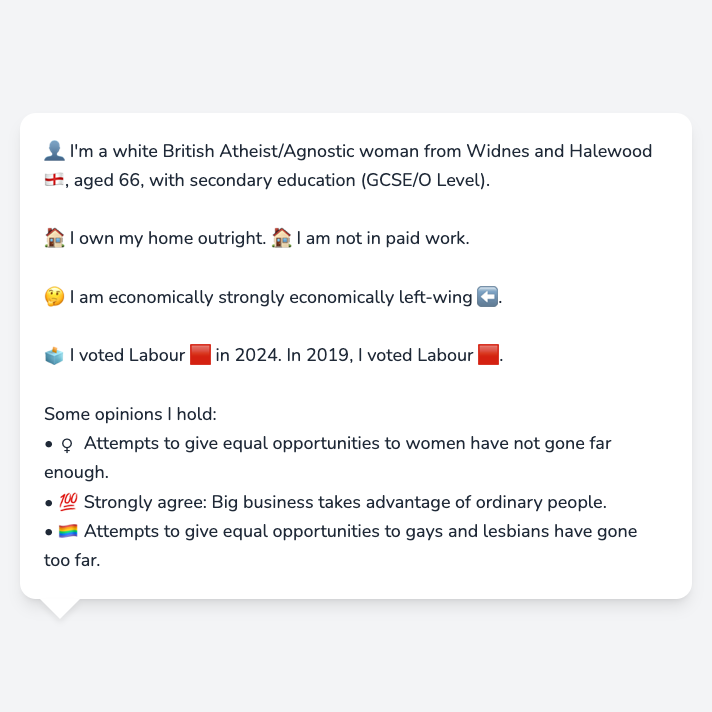 👤 I'm a white British Atheist/Agnostic woman from Widnes and Halewood
🏴󠁧󠁢󠁥󠁮󠁧󠁿, aged 66, with secondary education (GCSE/O Level).
🏠 I own my home outright. 🏠 I am not in paid work.
🤔 I am economically strongly economically left-wing ⬅️.
🗳️ I voted Labour 🟥 in 2024. In 2019, I voted Labour 🟥.
Some opinions I hold:
• ♀ Attempts to give equal opportunities to women have not gone far
enough.
• 💯 Strongly agree: Big business takes advantage of ordinary people.
• 🏳️‍🌈 Attempts to give equal opportunities to gays and lesbians have gone
too far.